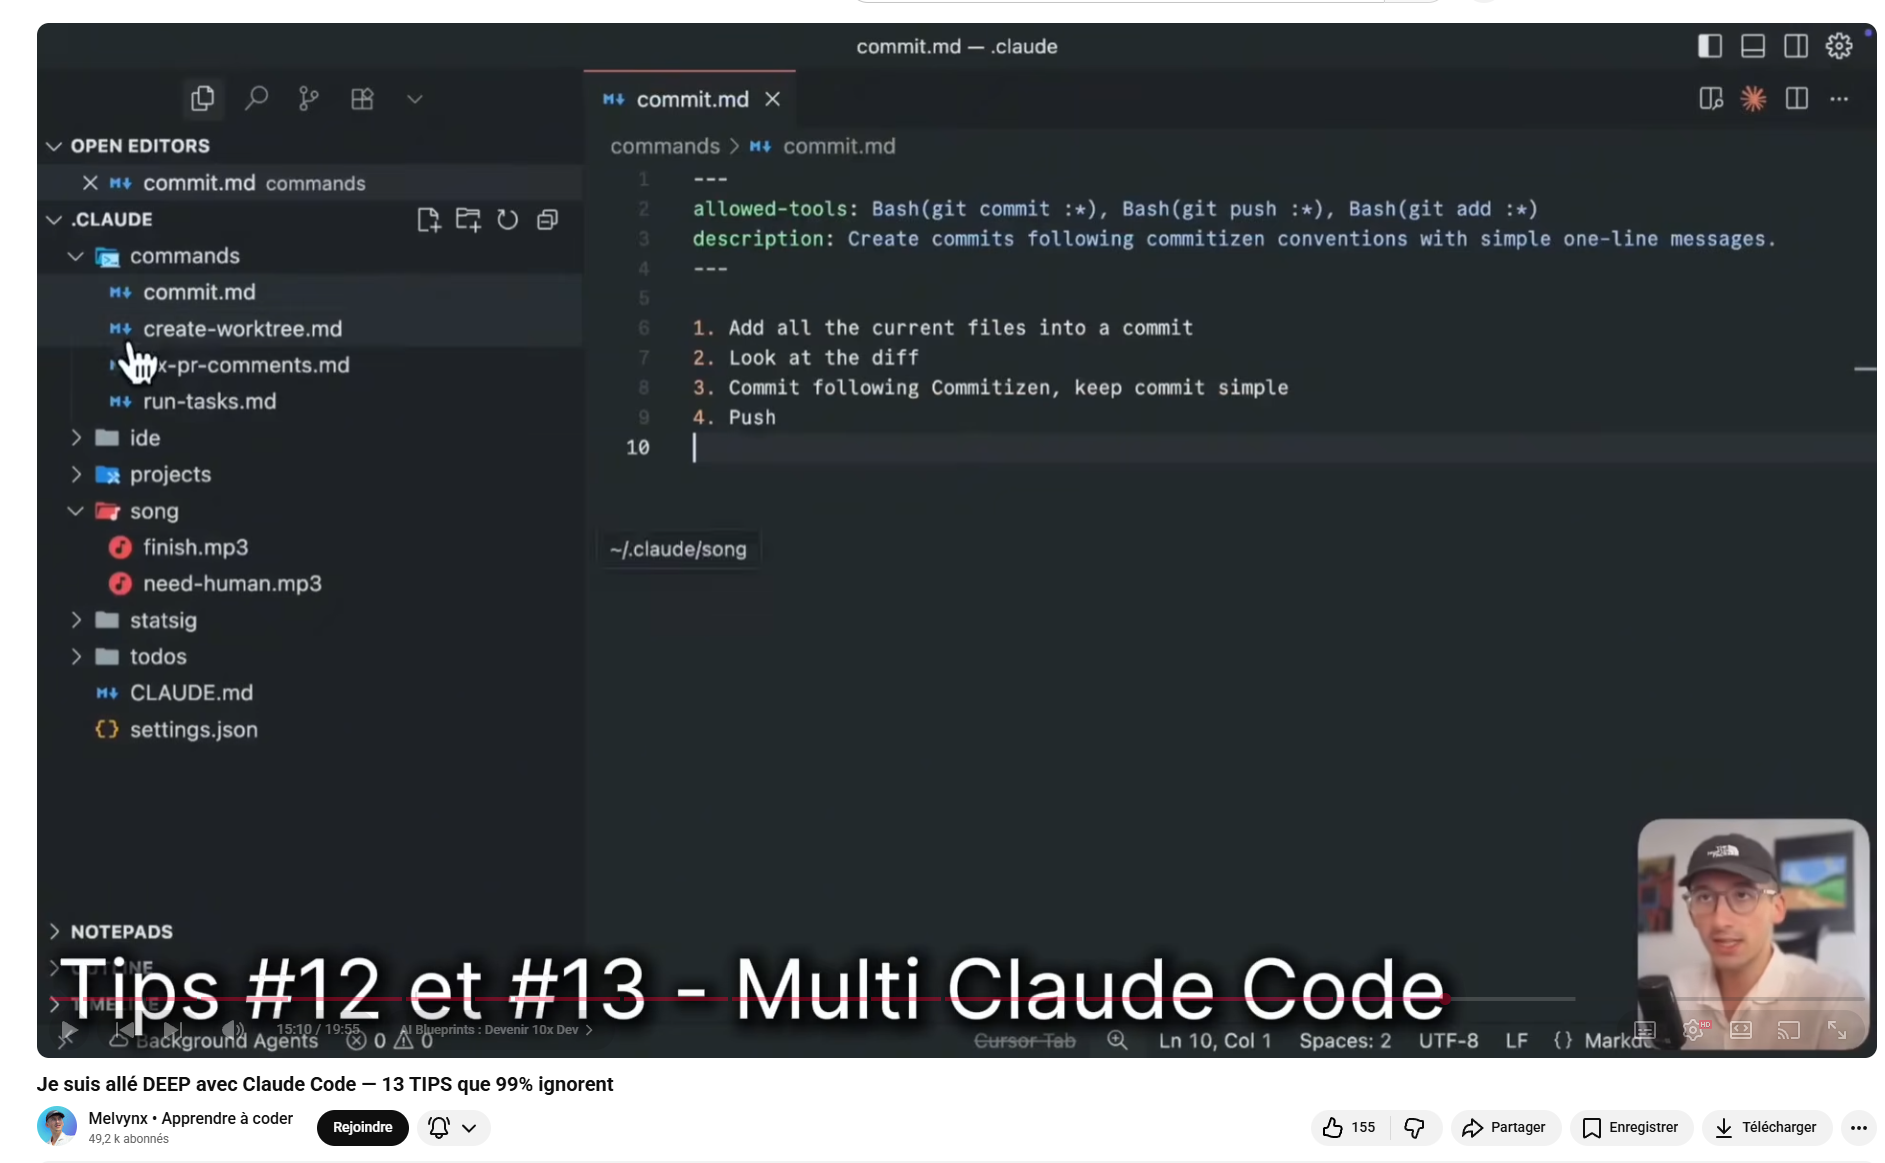 commit.md — .claude
commit.md
OPEN EDITORS
commit.md commands
commands > commit.md
.CLAUDE
commands
commit.md
create-worktree.md
x-pr-comments.md
run-tasks.md
ide
projects
song
finish.mp3
need-human.mp3
statsig
todos
CLAUDE.md
settings.json
1 ---
2 allowed-tools: Bash(git commit :*), Bash(git push :*), Bash(git add :*)
3 description: Create commits following commitizen conventions with simple one-line messages.
4 ---
5
6 1. Add all the current files into a commit
7 2. Look at the diff
8 3. Commit following Commitizen, keep commit simple
9 4. Push
10
~/.claude/song
NOTEPADS
OUTLINE
TIMELINE
Tips #12 et #13 - Multi Claude Code
15:10 / 19:55
AI Blueprints : Devenir 10x Dev
HD
Background Agents 0 0
Cursor Tab Ln 10, Col 1 Spaces: 2 UTF-8 LF {}
Je suis allé DEEP avec Claude Code — 13 TIPS que 99% ignorent
Melvynx • Apprendre à coder
49,2 k abonnés
Rejoindre
155
Partager
Enregistrer
Télécharger